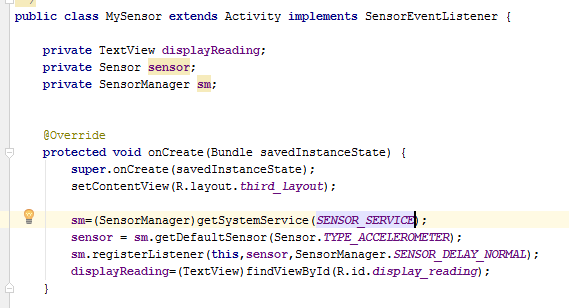 public class MySensor extends Activity implements SensorEventListener {
private TextView displayReading;
private Sensor sensor;
private SensorManager sm;
@Override
protected void onCreate(Bundle savedInstanceState) {
super.onCreate(savedInstanceState);
setContentView(R.layout.third_layout);
sm=(SensorManager)getSystemService(SENSOR_SERVICE);
sensor = sm.getDefaultSensor(Sensor.TYPE_ACCELEROMETER);
sm.registerListener(this,sensor,SensorManager.SENSOR_DELAY_NORMAL);
displayReading=(TextView)findViewById(R.id.display_reading);
}